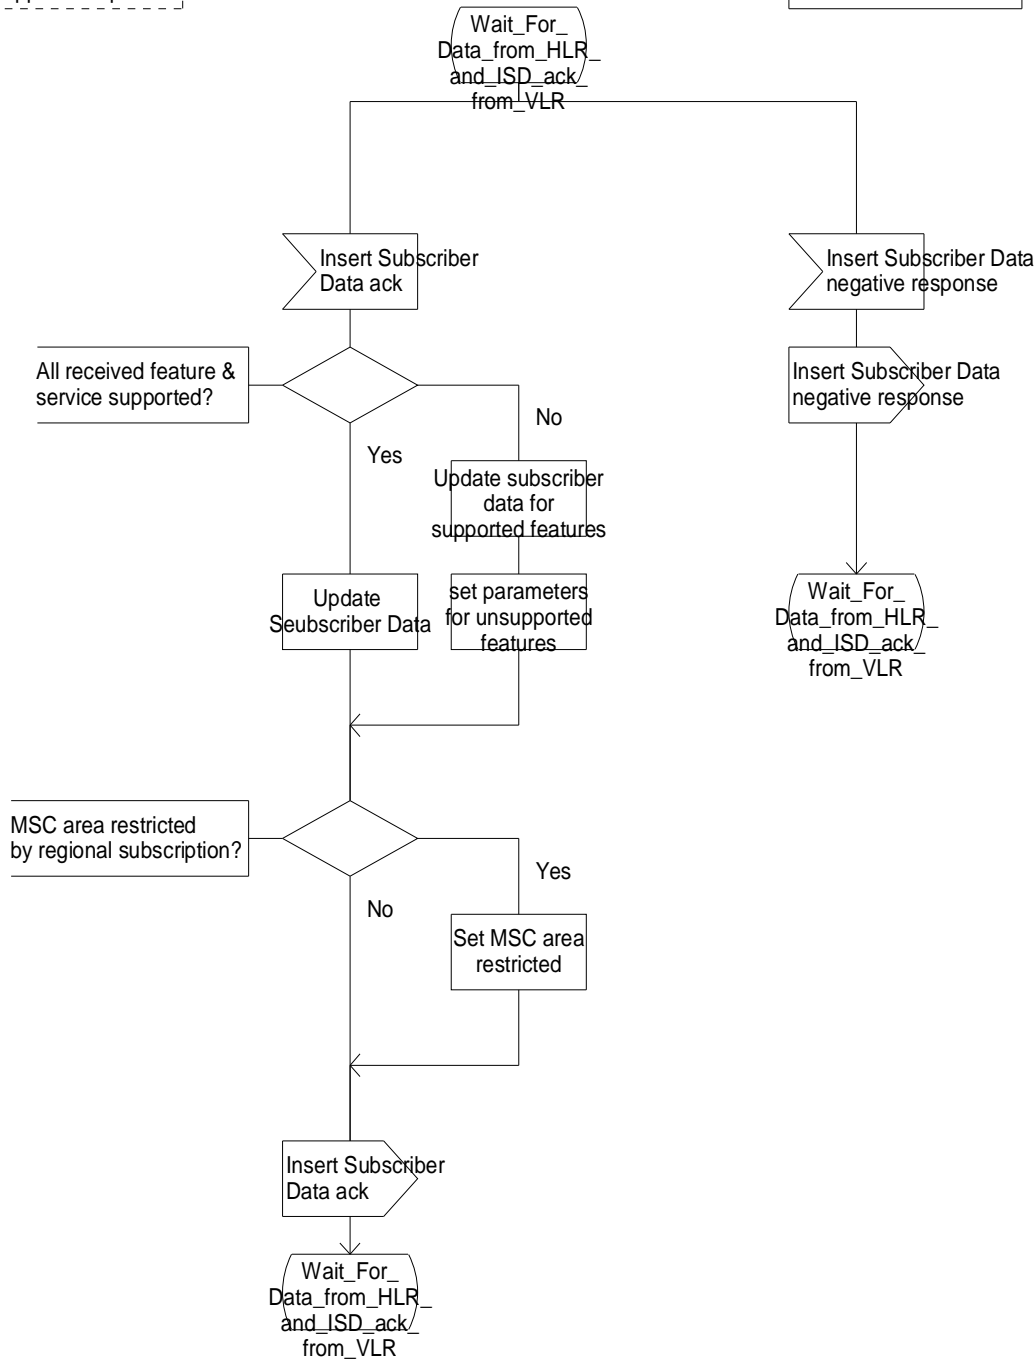 Wait_For_
Data_from_HLR_
and_ISD_ack_
from_VLR
Insert Subscriber
Data ack
Insert Subscriber Data
negative response
All received feature &
service supported?
No
Yes
Insert Subscriber Data
negative response
Update subscriber
data for
supported features
Update
Seubscriber Data
set parameters
for unsupported
features
Wait_For_
Data_from_HLR_
and_ISD_ack_
from_VLR
MSC area restricted
by regional subscription?
Yes
No
Set MSC area
restricted
Insert Subscriber
Data ack
Wait_For_
Data_from_HLR_
and_ISD_ack_
from_VLR